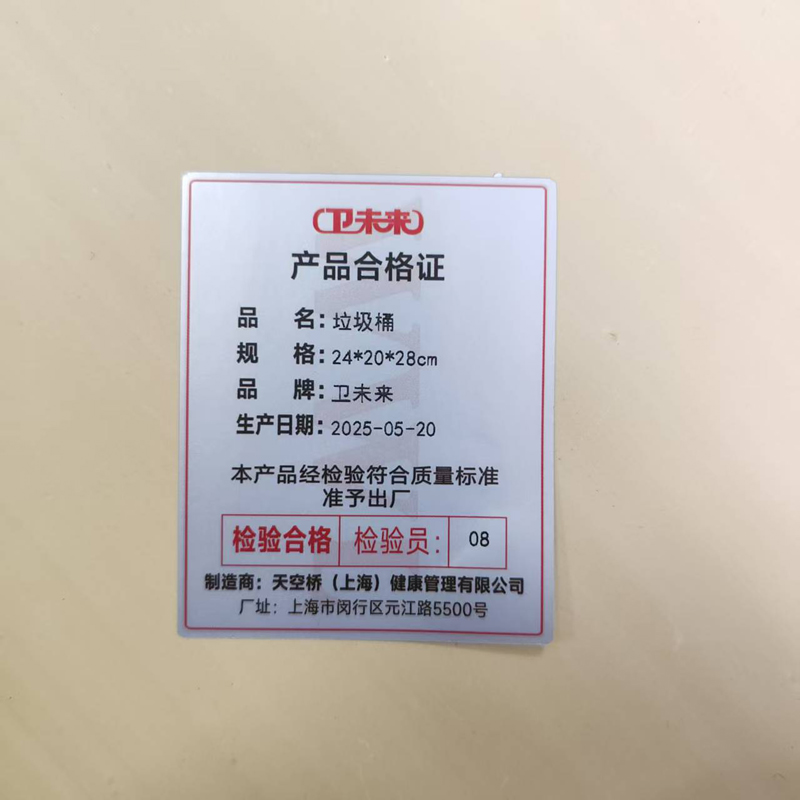 卫未来
产品合格证
品 名：垃圾桶
规 格：24*20*28cm
品 牌：卫未来
生产日期：2025-05-20
本产品经检验符合质量标准
准予出厂
检验合格 检验员： 08
制造商：天空桥（上海）健康管理有限公司
厂址：上海市闵行区元江路5500号